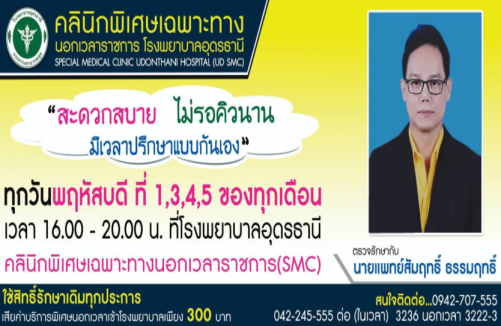 คลินิกพิเศษเฉพาะทาง
นอกเวลาราชการ โรงพยาบาลอุดรธานี
SPECIAL MEDICAL CLINIC UDONTHANI HOSPITAL (UD SMC)
“สะดวกสบาย ไม่รอคิวนาน
มีเวลาปรึกษาแบบกันเอง”
ทุกวันพฤหัสบดี ที่ 1,3,4,5 ของทุกเดือน
เวลา 16.00 - 20.00 น. ที่โรงพยาบาลอุดรธานี
คลินิกพิเศษเฉพาะทางนอกเวลาราชการ(SMC)
ตรวจรักษากับ
นายแพทย์สัมฤทธิ์ ธรรมฤทธิ์
ใช้สิทธิ์รักษาเดิมทุกประการ
เสียค่าบริการพิเศษนอกเวลาเข้าโรงพยาบาลเพียง 300 บาท
สนใจติดต่อ...0942-707-555
042-245-555 ต่อ (ในเวลา) 3236 นอกเวลา 3222-3